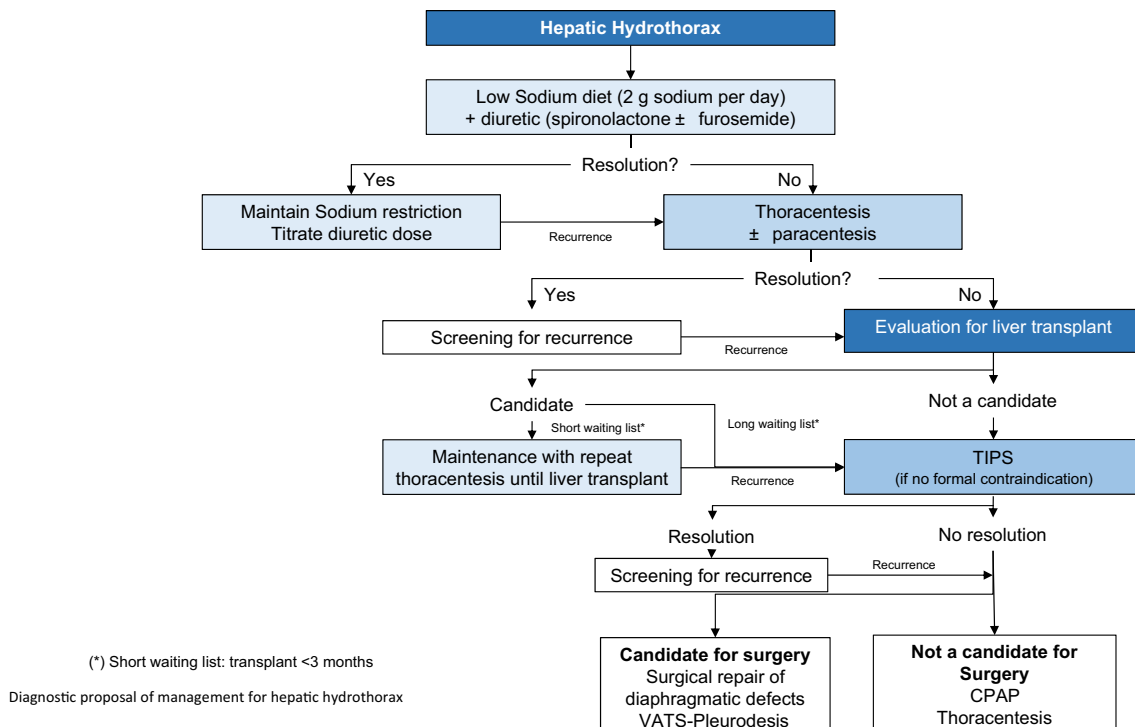 Hepatic Hydrothorax
Low Sodium diet (2 g sodium per day)
+ diuretic (spironolactone ± furosemide)
Resolution?
Yes
No
Maintain Sodium restriction
Titrate diuretic dose
Recurrence
Thoracentesis
± paracentesis
Resolution?
Yes
No
Screening for recurrence
Recurrence
Evaluation for liver transplant
Candidate
Not a candidate
Short waiting list*
Long waiting list*
Maintenance with repeat
thoracentesis until liver transplant
Recurrence
TIPS
(if no formal contraindication)
Resolution
No resolution
Screening for recurrence
Recurrence
Candidate for surgery
Surgical repair of
diaphragmatic defects
VATS-Pleurodesis
Not a candidate for
Surgery
CPAP
Thoracentesis
(*) Short waiting list: transplant <3 months
Diagnostic proposal of management for hepatic hydrothorax